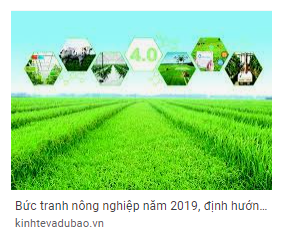 4.0
Bức tranh nông nghiệp năm 2019, định hướn...
kinhtevadubao.vn